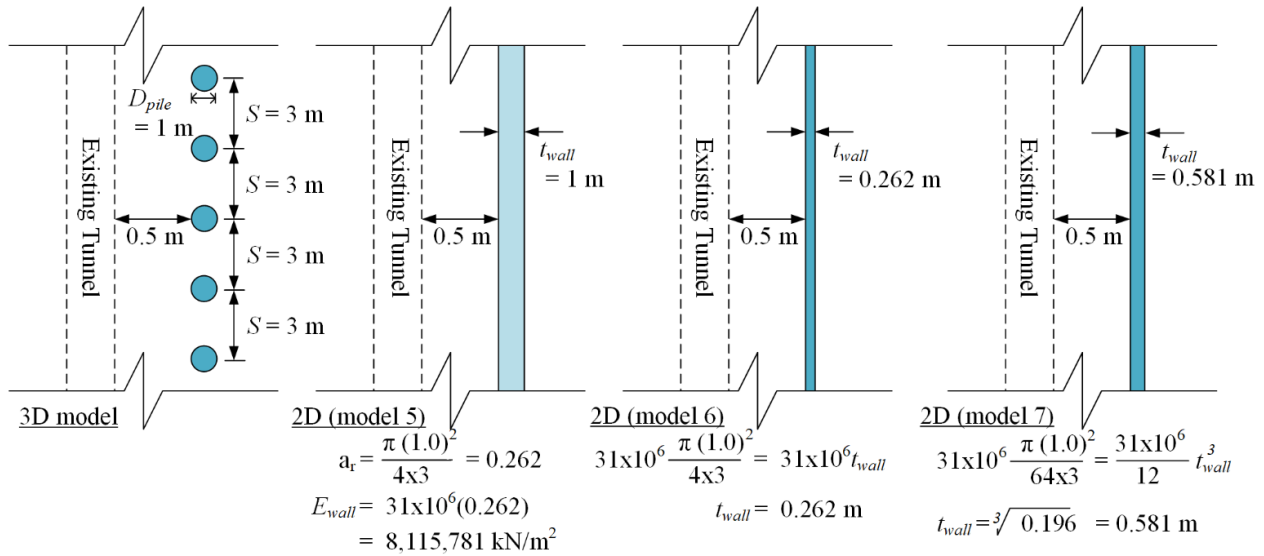 D_pile
= 1 m
S = 3 m
S = 3 m
S = 3 m
S = 3 m
Existing Tunnel
0.5 m
3D model
Existing Tunnel
0.5 m
t_wall
= 1 m
2D (model 5)
a_r = π (1.0)^2 / 4x3 = 0.262
E_wall = 31x10^6(0.262)
= 8,115,781 kN/m^2
Existing Tunnel
0.5 m
t_wall
= 0.262 m
2D (model 6)
31x10^6 π (1.0)^2 / 4x3 = 31x10^6 t_wall
t_wall = 0.262 m
Existing Tunnel
0.5 m
t_wall
= 0.581 m
2D (model 7)
31x10^6 π (1.0)^2 / 64x3 = 31x10^6 / 12 t_wall^3
t_wall = ∛0.196 = 0.581 m